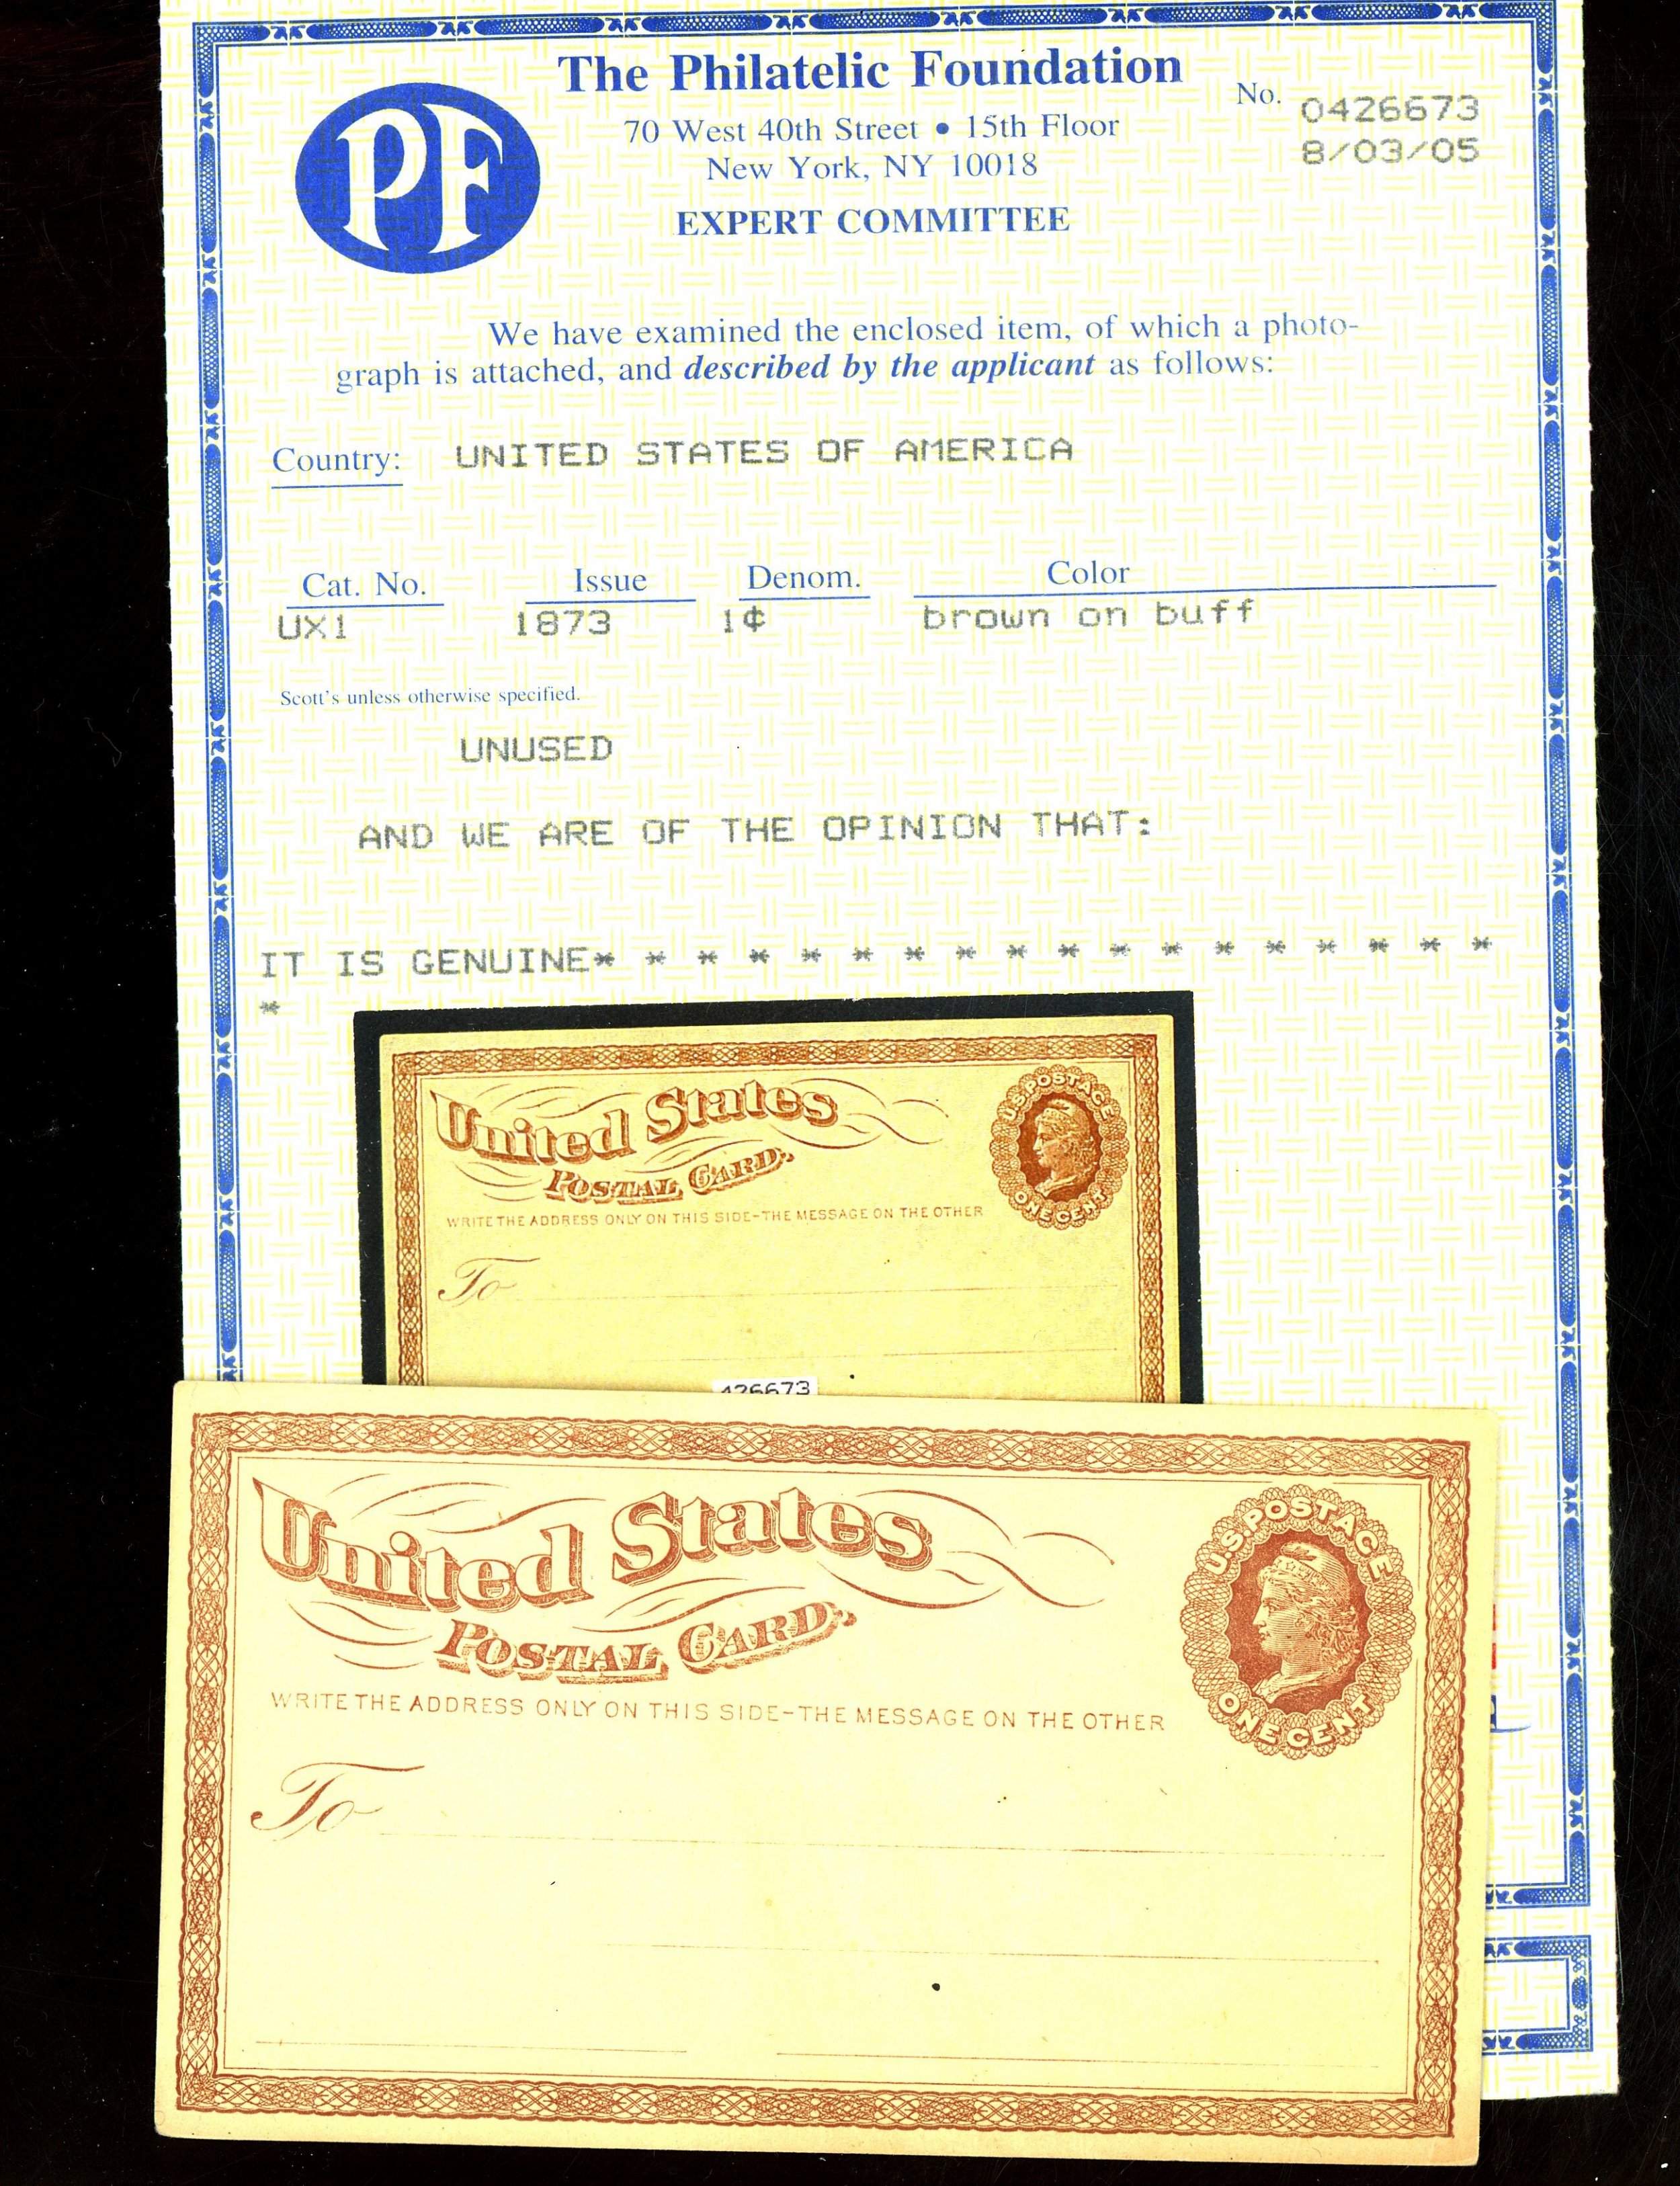 PF
The Philatelic Foundation
70 West 40th Street • 15th Floor
New York, NY 10018
EXPERT COMMITTEE
No. 0426673
8/03/05
We have examined the enclosed item, of which a photo-
graph is attached, and described by the applicant as follows:
Country: UNITED STATES OF AMERICA
Cat. No. Issue Denom. Color
UX1 1873 1¢ brown on buff
Scott's unless otherwise specified.
UNUSED
AND WE ARE OF THE OPINION THAT:
IT IS GENUINE* * * * * * * * * * * * * * * * * *
*
United States
POSTAL CARD.
U.S. POSTAGE
ONE CENT
WRITE THE ADDRESS ONLY ON THIS SIDE-THE MESSAGE ON THE OTHER
To
426673
United States
POSTAL CARD.
U.S. POSTAGE
ONE CENT
WRITE THE ADDRESS ONLY ON THIS SIDE-THE MESSAGE ON THE OTHER
To